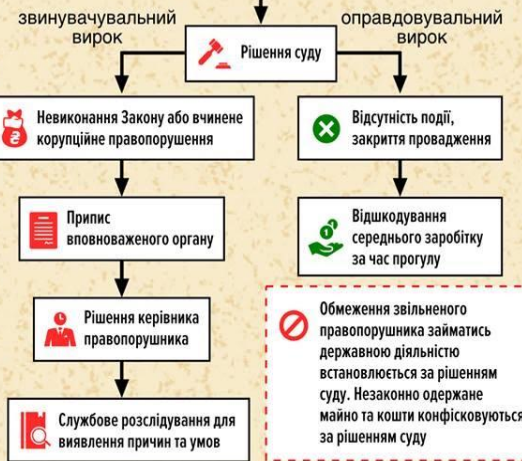 звинувачувальний
вирок
оправдовувальний
вирок
Рішення суду
Невиконання Закону або вчинене
корупційне правопорушення
Відсутність події,
закриття провадження
Припис
вповноваженого органу
Відшкодування
середнього заробітку
за час прогулу
Рішення керівника
правопорушника
Обмеження звільненого
правопорушника займатись
державною діяльністю
встановлюється за рішенням
суду. Незаконно одержане
майно та кошти конфісковуються
за рішенням суду
Службове розслідування для
виявлення причин та умов